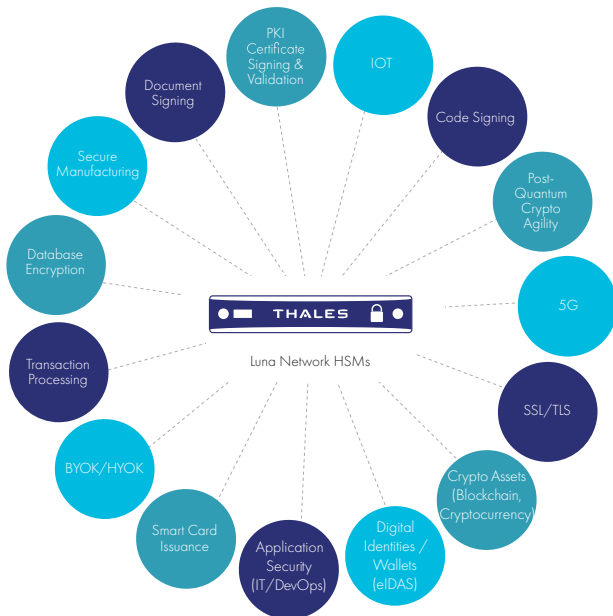 PKI
Certificate
Signing &
Validation
IOT
Code Signing
Post-
Quantum
Crypto
Agility
5G
SSL/TLS
Crypto Assets
(Blockchain,
Cryptocurrency)
Digital
Identities /
Wallets
(eIDAS)
Application
Security
(IT/DevOps)
Smart Card
Issuance
BYOK/HYOK
Transaction
Processing
Database
Encryption
Secure
Manufacturing
Document
Signing
THALES
Luna Network HSMs